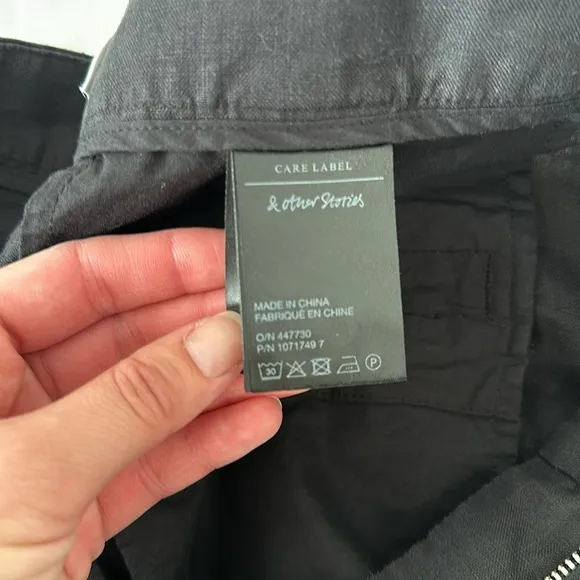 CARE LABEL
& other Stories
MADE IN CHINA
FABRIQUÉ EN CHINE
O/N 447730
P/N 1071749 7
30 P